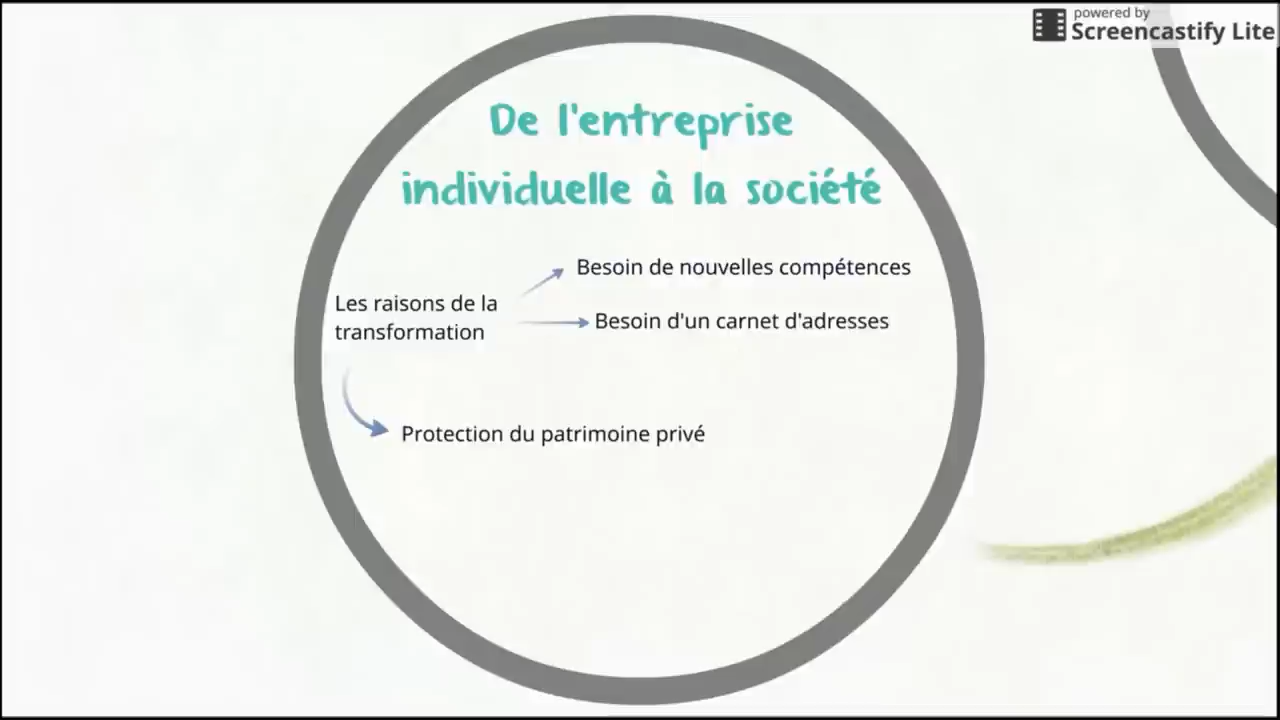 powered by
Screencastify Lite
De l'entreprise
individuelle à la société
Besoin de nouvelles compétences
Les raisons de la
transformation
Besoin d'un carnet d'adresses
Protection du patrimoine privé